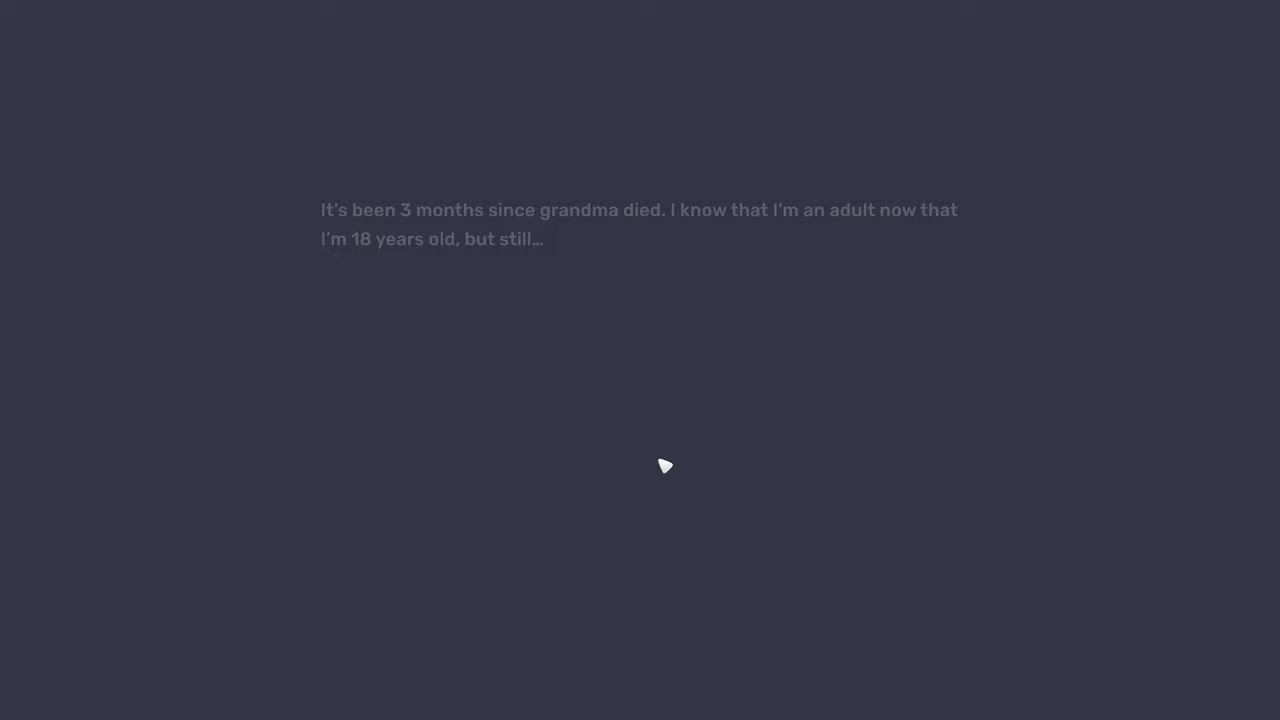 It’s been 3 months since grandma died. I know that I’m an adult now that
I’m 18 years old, but still…